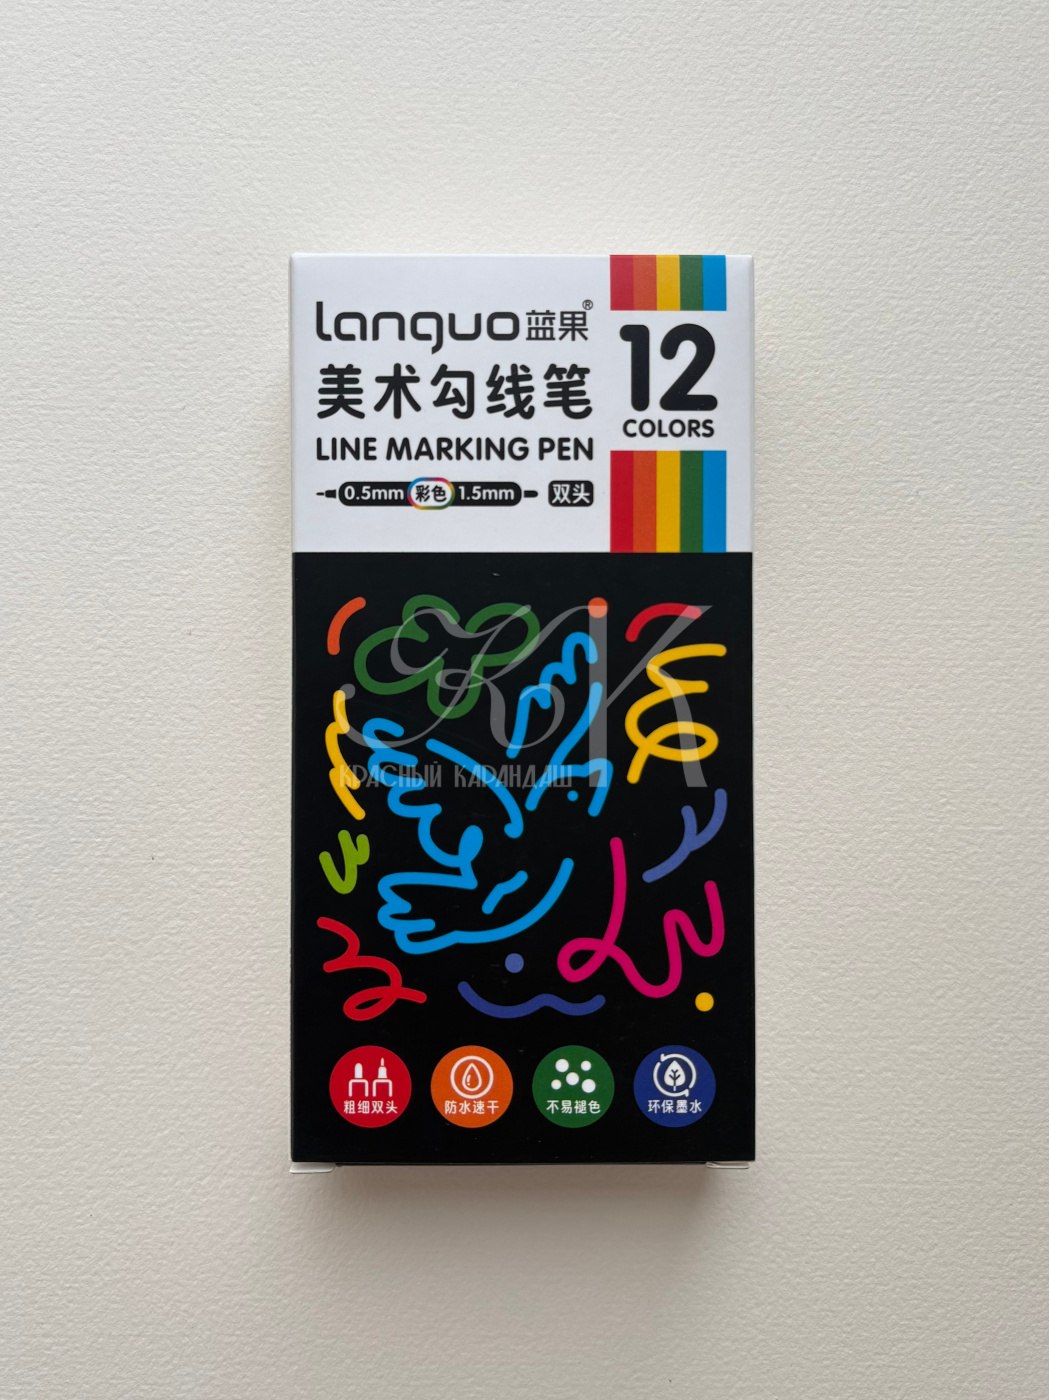 languo蓝果®
美术勾线笔
LINE MARKING PEN
0.5mm 彩色 1.5mm 双头
12
COLORS
КК
КРАСНЫЙ КАРАНДАШ
粗细双头
防水速干
不易褪色
环保墨水